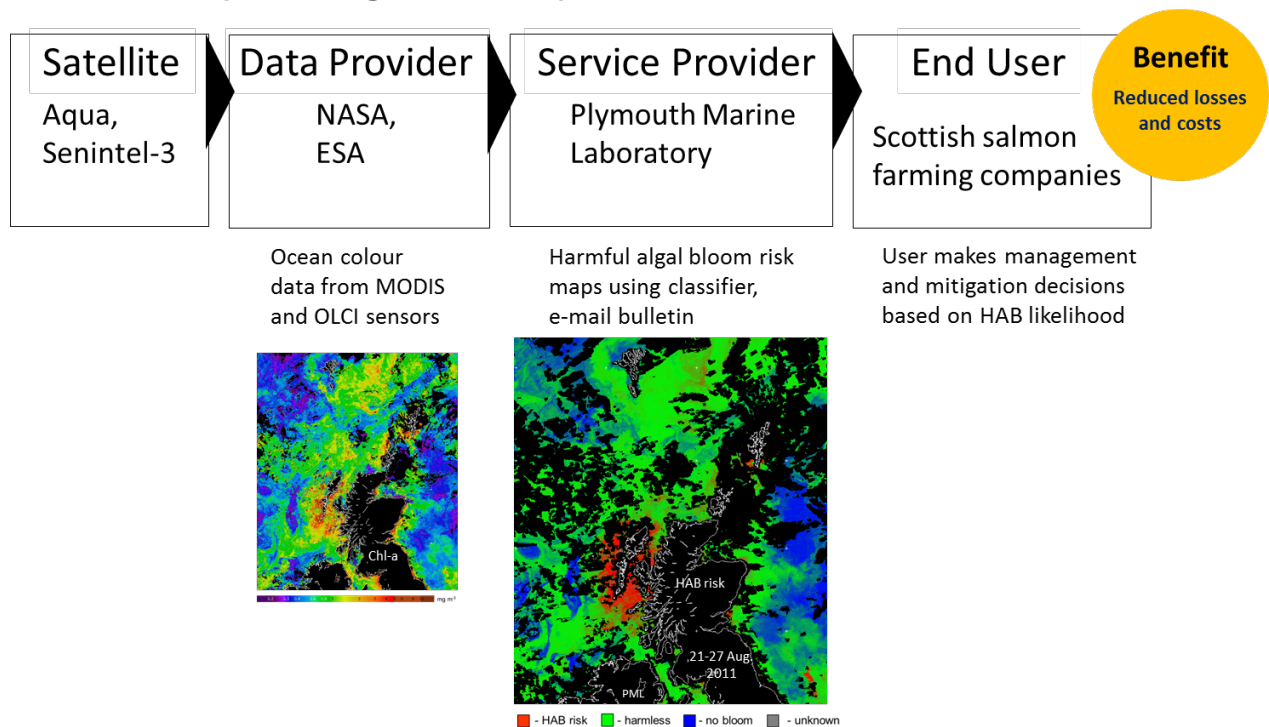 Satellite
Aqua,
Senintel-3
Data Provider
NASA,
ESA
Service Provider
Plymouth Marine
Laboratory
End User
Scottish salmon
farming companies
Benefit
Reduced losses
and costs
Ocean colour
data from MODIS
and OLCI sensors
Harmful algal bloom risk
maps using classifier,
e-mail bulletin
User makes management
and mitigation decisions
based on HAB likelihood
Chl-a
mg m⁻³
HAB risk
21-27 Aug.
2011
PML
- HAB risk - harmless - no bloom - unknown